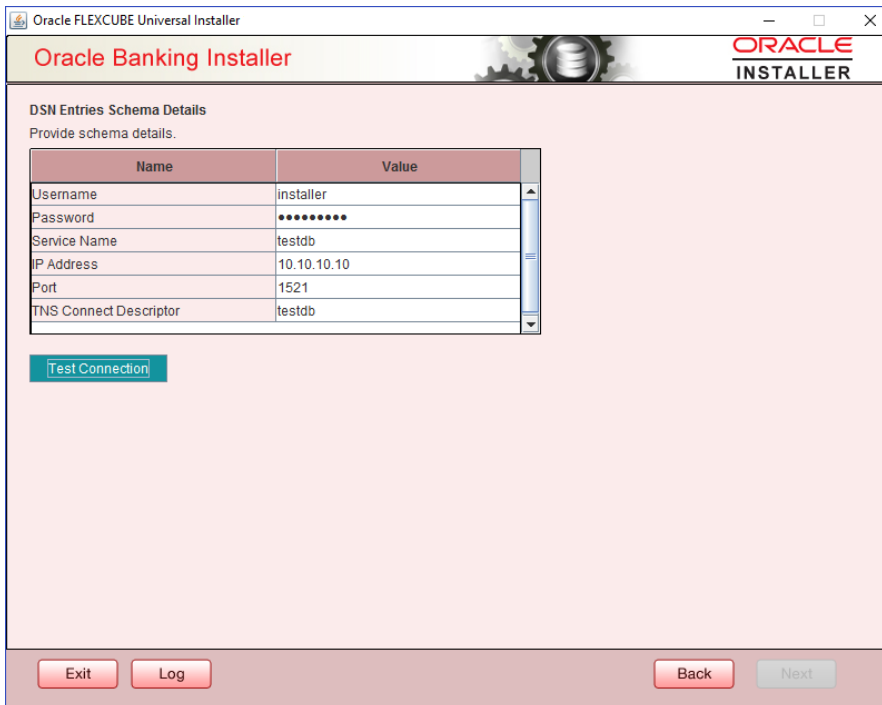 Oracle FLEXCUBE Universal Installer
Oracle Banking Installer
ORACLE
INSTALLER
DSN Entries Schema Details
Provide schema details.
Name Value
Username installer
Password •••••••••
Service Name testdb
IP Address 10.10.10.10
Port 1521
TNS Connect Descriptor testdb
Test Connection
Exit Log Back Next